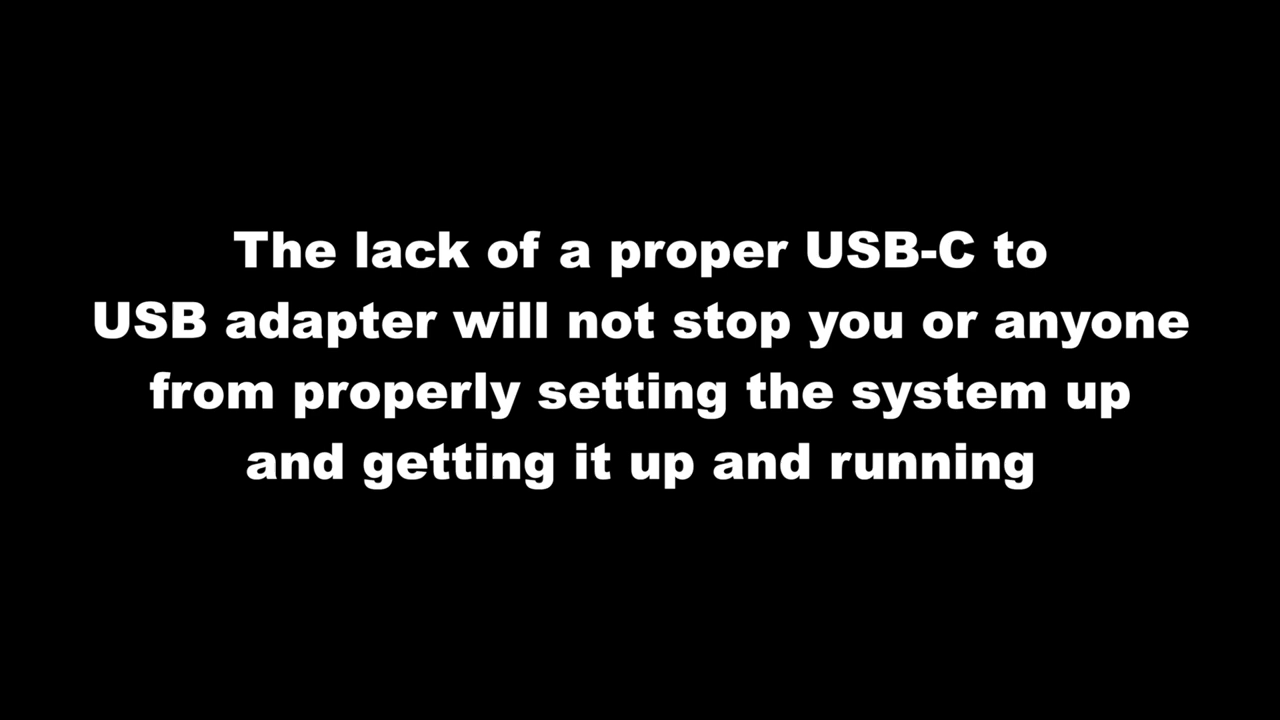 The lack of a proper USB-C to
USB adapter will not stop you or anyone
from properly setting the system up
and getting it up and running